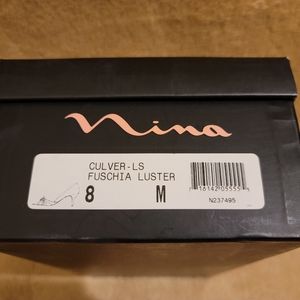 Nina
CULVER-LS
FUSCHIA LUSTER
8 M
N237495